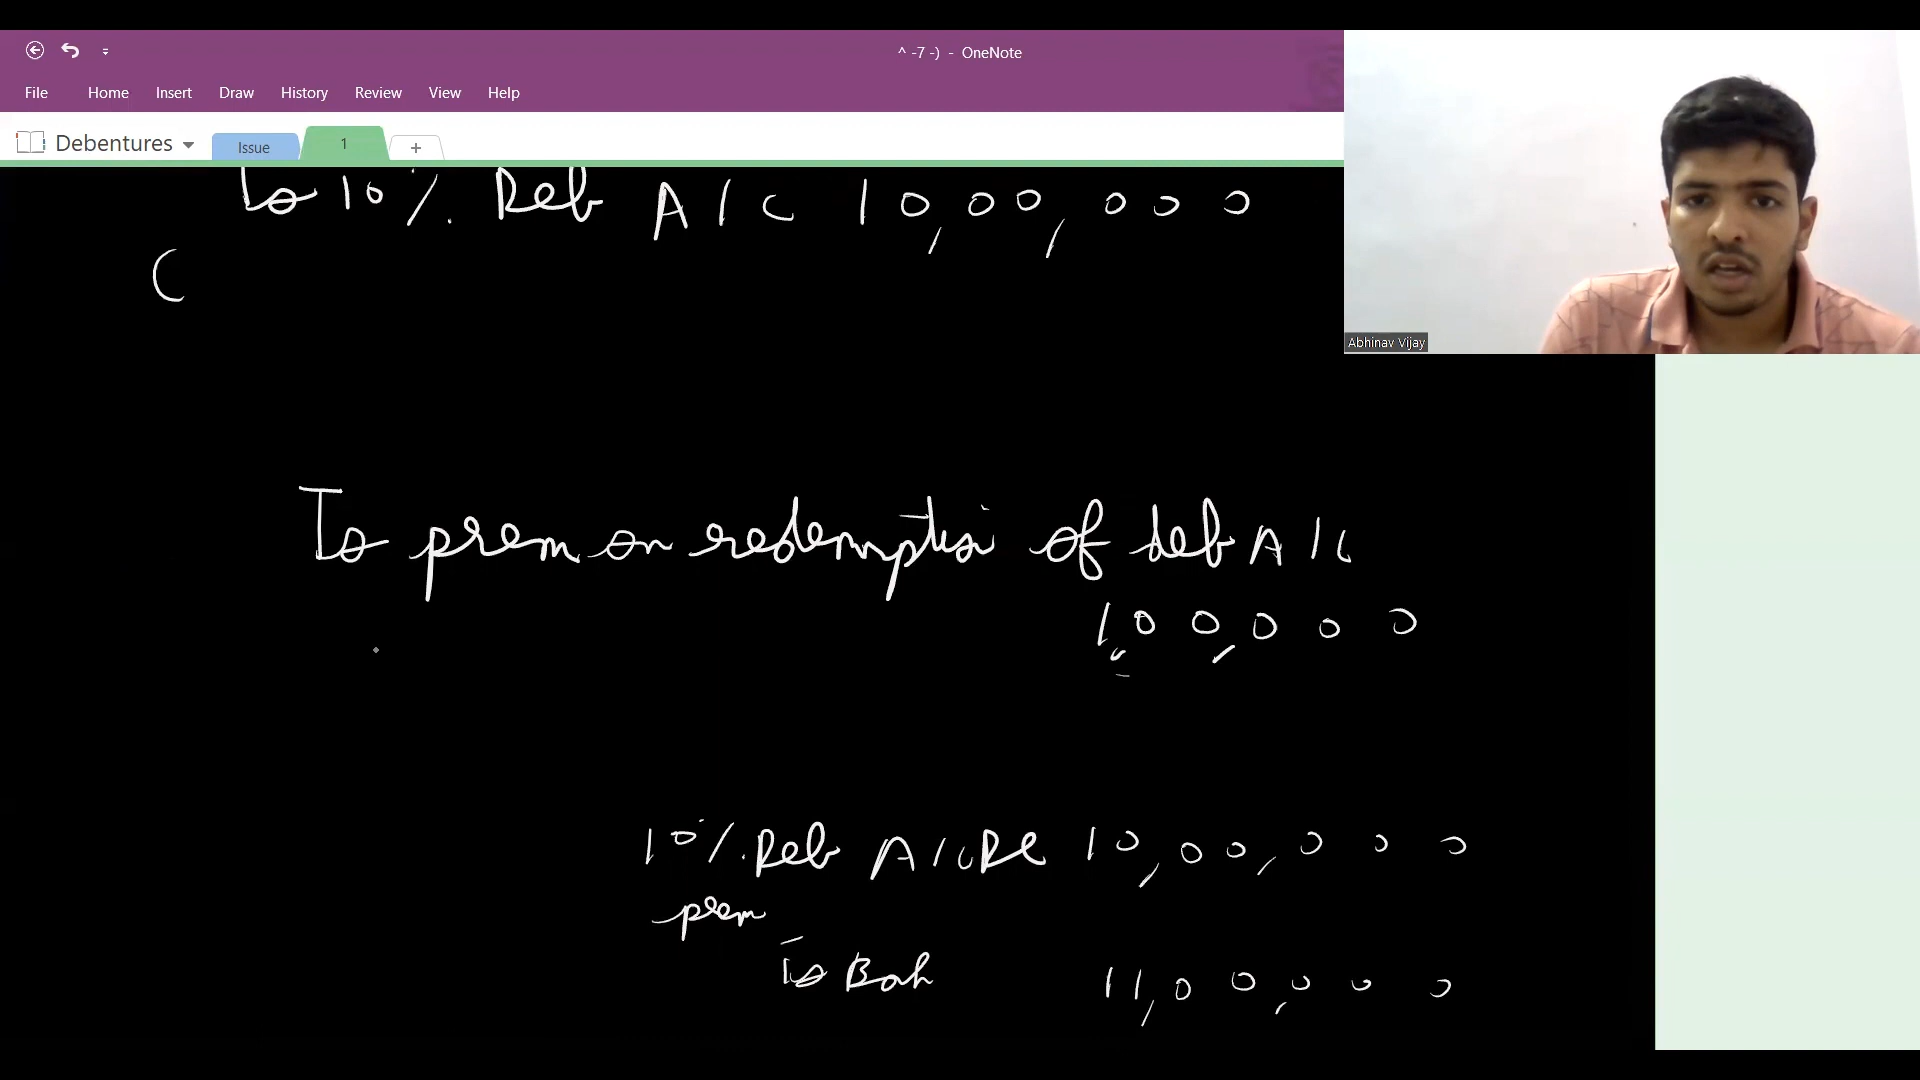 ^ -7 -) - OneNote
File Home Insert Draw History Review View Help
Debentures Issue 1 +
To 10%. Deb A/C 10,00,000
(
Abhinav Vijay
To prem on redemption of deb A/C
1,00,000
10%. Deb A/C Dr 10,00,000
prem
To Bank 11,00,000